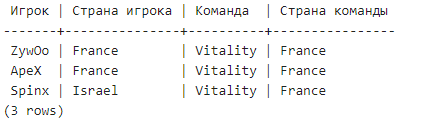 Игрок | Страна игрока | Команда | Страна команды
-------+---------------+----------+----------------
ZywOo | France | Vitality | France
ApeX | France | Vitality | France
Spinx | Israel | Vitality | France
(3 rows)